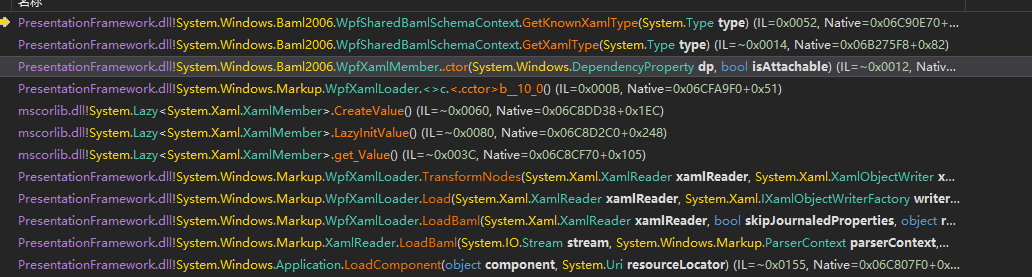 名称
PresentationFramework.dll!System.Windows.Baml2006.WpfSharedBamlSchemaContext.GetKnownXamlType(System.Type type) (IL=0x0052, Native=0x06C90E70+...
PresentationFramework.dll!System.Windows.Baml2006.WpfSharedBamlSchemaContext.GetXamlType(System.Type type) (IL=~0x0014, Native=0x06B275F8+0x82)
PresentationFramework.dll!System.Windows.Baml2006.WpfXamlMember..ctor(System.Windows.DependencyProperty dp, bool isAttachable) (IL=~0x0012, Nativ...
PresentationFramework.dll!System.Windows.Markup.WpfXamlLoader.<>c.<.cctor>b__10_0() (IL=0x000B, Native=0x06CFA9F0+0x51)
mscorlib.dll!System.Lazy<System.Xaml.XamlMember>.CreateValue() (IL=~0x0060, Native=0x06C8DD38+0x1EC)
mscorlib.dll!System.Lazy<System.Xaml.XamlMember>.LazyInitValue() (IL=~0x0080, Native=0x06C8D2C0+0x248)
mscorlib.dll!System.Lazy<System.Xaml.XamlMember>.get_Value() (IL=~0x003C, Native=0x06C8CF70+0x105)
PresentationFramework.dll!System.Windows.Markup.WpfXamlLoader.TransformNodes(System.Xaml.XamlReader xamlReader, System.Xaml.XamlObjectWriter x...
PresentationFramework.dll!System.Windows.Markup.WpfXamlLoader.Load(System.Xaml.XamlReader xamlReader, System.Xaml.IXamlObjectWriterFactory writer...
PresentationFramework.dll!System.Windows.Markup.WpfXamlLoader.LoadBaml(System.Xaml.XamlReader xamlReader, bool skipJournaledProperties, object r...
PresentationFramework.dll!System.Windows.Markup.XamlReader.LoadBaml(System.IO.Stream stream, System.Windows.Markup.ParserContext parserContext,...
PresentationFramework.dll!System.Windows.Application.LoadComponent(object component, System.Uri resourceLocator) (IL=~0x0155, Native=0x06C807F0+0x...